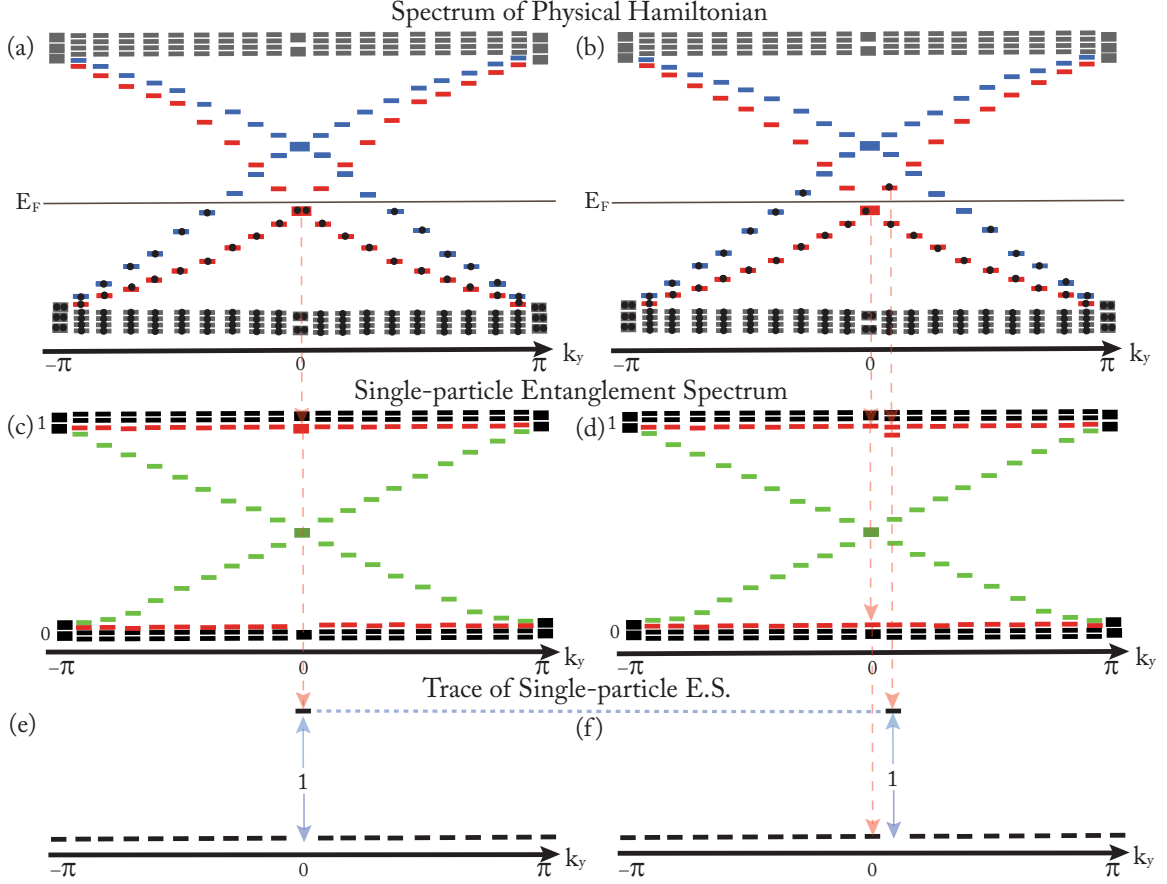 Spectrum of Physical Hamiltonian
(a)
(b)
E_F
E_F
−π
0
π
k_y
−π
0
π
k_y
Single-particle Entanglement Spectrum
(c)
1
(d)
1
0
0
−π
0
π
k_y
−π
0
π
k_y
Trace of Single-particle E.S.
(e)
(f)
1
1
−π
0
π
k_y
−π
0
π
k_y